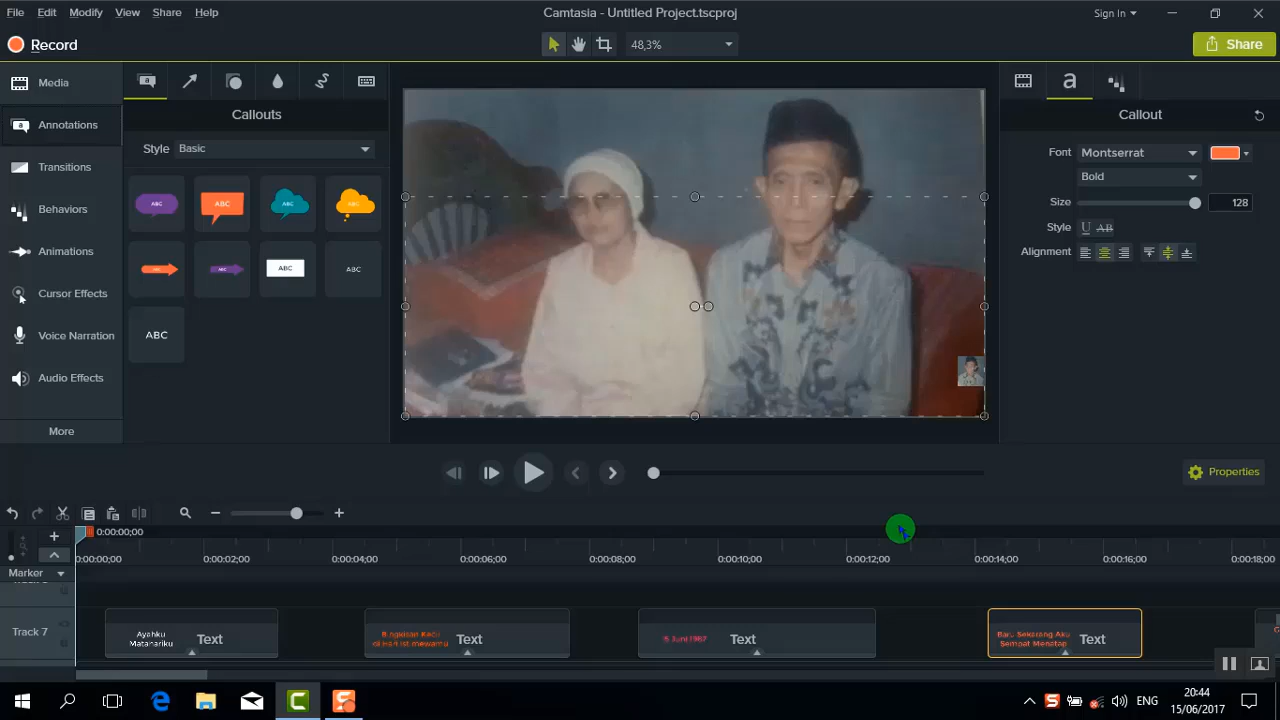 File Edit Modify View Share Help
Camtasia - Untitled Project.tscproj
Sign In
Record
48,3%
Share
Media
Annotations
Transitions
Behaviors
Animations
Cursor Effects
Voice Narration
Audio Effects
More
Callouts
Style Basic
ABC ABC ABC ABC
ABC ABC
ABC
a
Callout
Font Montserrat
Bold
Size 128
Style U AB
Alignment
Properties
0:00:00;00
0:00:00;00 0:00:02;00 0:00:04;00 0:00:06;00 0:00:08;00 0:00:10;00 0:00:12;00 0:00:14;00 0:00:16;00 0:00:18;00
Marker
Track 7
Ayahku
Matahariku
Text
Bingkisan Kecil
Text
Text
Baru Sekarang Aku
Sempat Menatap
Text
ENG
20:44
15/06/2017